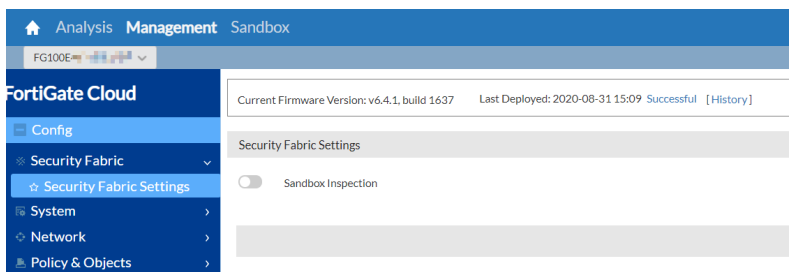 Analysis Management Sandbox
FG100E
FortiGate Cloud
Current Firmware Version: v6.4.1, build 1637 Last Deployed: 2020-08-31 15:09 Successful [History]
Config
Security Fabric Settings
Security Fabric
Sandbox Inspection
Security Fabric Settings
System
Network
Policy & Objects